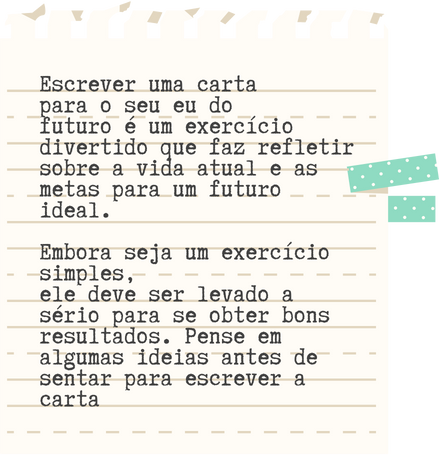 Escrever uma carta
para o seu eu do
futuro é um exercício
divertido que faz refletir
sobre a vida atual e as
metas para um futuro
ideal.
Embora seja um exercício
simples,
ele deve ser levado a
sério para se obter bons
resultados. Pense em
algumas ideias antes de
sentar para escrever a
carta